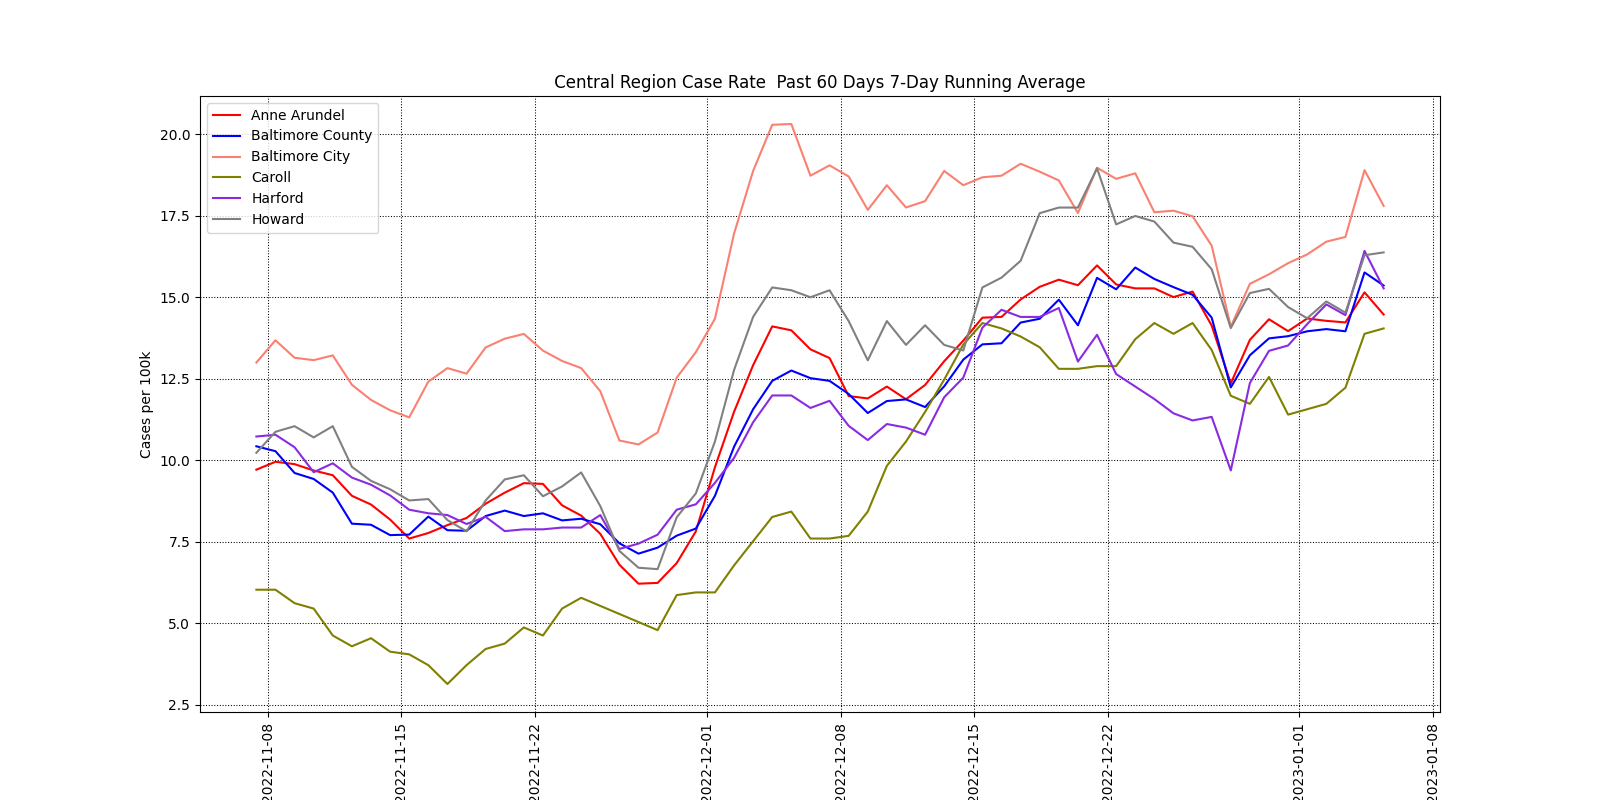 Central Region Case Rate  Past 60 Days 7-Day Running Average
Anne Arundel
Baltimore County
Baltimore City
Caroll
Harford
Howard
Cases per 100k
20.0
17.5
15.0
12.5
10.0
7.5
5.0
2.5
2022-11-08
2022-11-15
2022-11-22
2022-12-01
2022-12-08
2022-12-15
2022-12-22
2023-01-01
2023-01-08